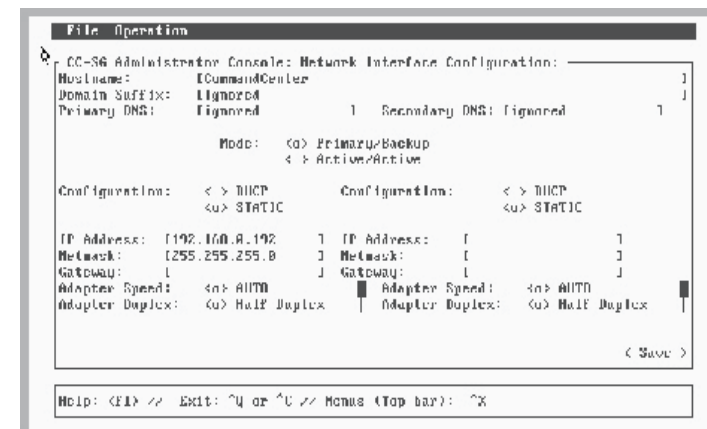 File Operation
CC-SG Administrator Console: Network Interface Configuration:
Hostname: [CommandCenter ]
Domain Suffix: [ignored ]
Primary DNS: [ignored ] Secondary DNS: [ignored ]
Mode: <o> Primary/Backup
< > Active/Active
Configuration: < > DHCP Configuration: < > DHCP
<o> STATIC <o> STATIC
IP Address: [192.168.0.192 ] IP Address: [ ]
Netmask: [255.255.255.0 ] Netmask: [ ]
Gateway: [ ] Gateway: [ ]
Adapter Speed: <o> AUTO Adapter Speed: <o> AUTO
Adapter Duplex: <o> Half Duplex Adapter Duplex: <o> Half Duplex
< Save >
Help: <F1> // Exit: ^Q or ^C // Menus (Top bar): ^X